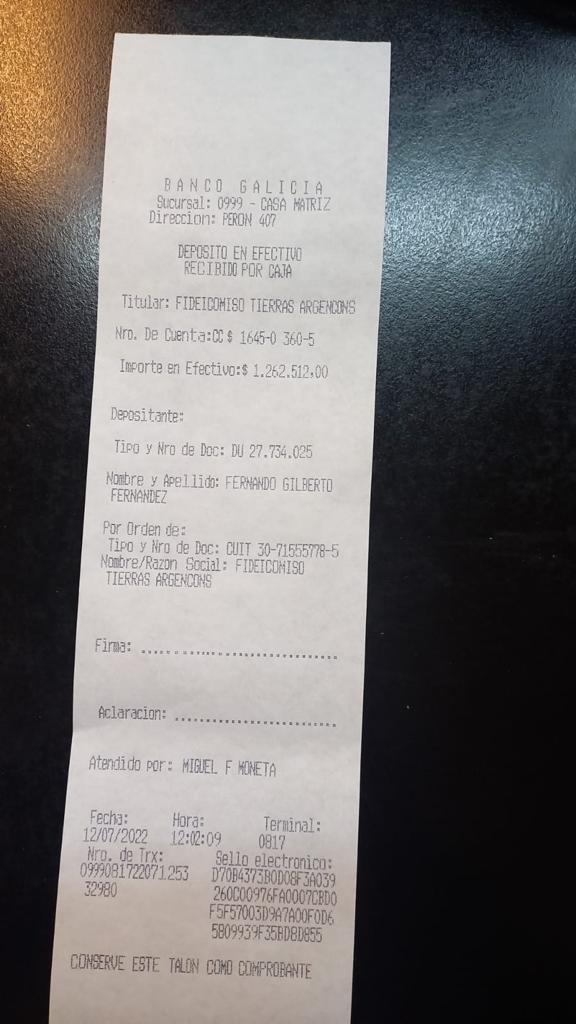 BANCO GALICIA
Sucursal: 0999 - CASA MATRIZ
Direccion: PERON 407
DEPOSITO EN EFECTIVO
RECIBIDO POR CAJA
Titular: FIDEICOMISO TIERRAS ARGENCONS
Nro. De Cuenta:CC $ 1645-0 360-5
Importe en Efectivo:$ 1.262.512,00
Depositante:
Tipo y Nro de Doc: DU 27.734.025
Nombre y Apellido: FERNANDO GILBERTO
FERNANDEZ
Por Orden de:
Tipo y Nro de Doc: CUIT 30-71555778-5
Nombre/Razon Social: FIDEICOMISO
TIERRAS ARGENCONS
Firma: ..............................
Aclaracion: .........................
Atendido por: MIGUEL F MONETA
Fecha: Hora: Terminal:
12/07/2022 12:02:09 0817
Nro. de Trx: Sello electronico:
0999081722071253 D70B4373B0D08F3A039
32980 260C00976FA0007CBD0
F5F57003D9A7A00F0D6
5809939F35BD8D855
CONSERVE ESTE TALON COMO COMPROBANTE